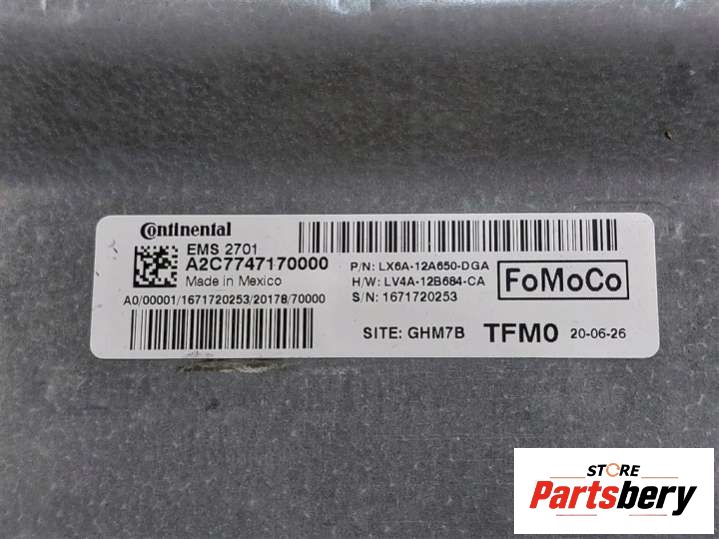 Continental
EMS 2701
A2C7747170000
Made in Mexico
A0/00001/1671720253/20178/70000
P/N: LX6A-12A650-DGA
H/W: LV4A-12B684-CA
S/N: 1671720253
FoMoCo
SITE: GHM7B TFM0 20-06-26
STORE
Partsbery